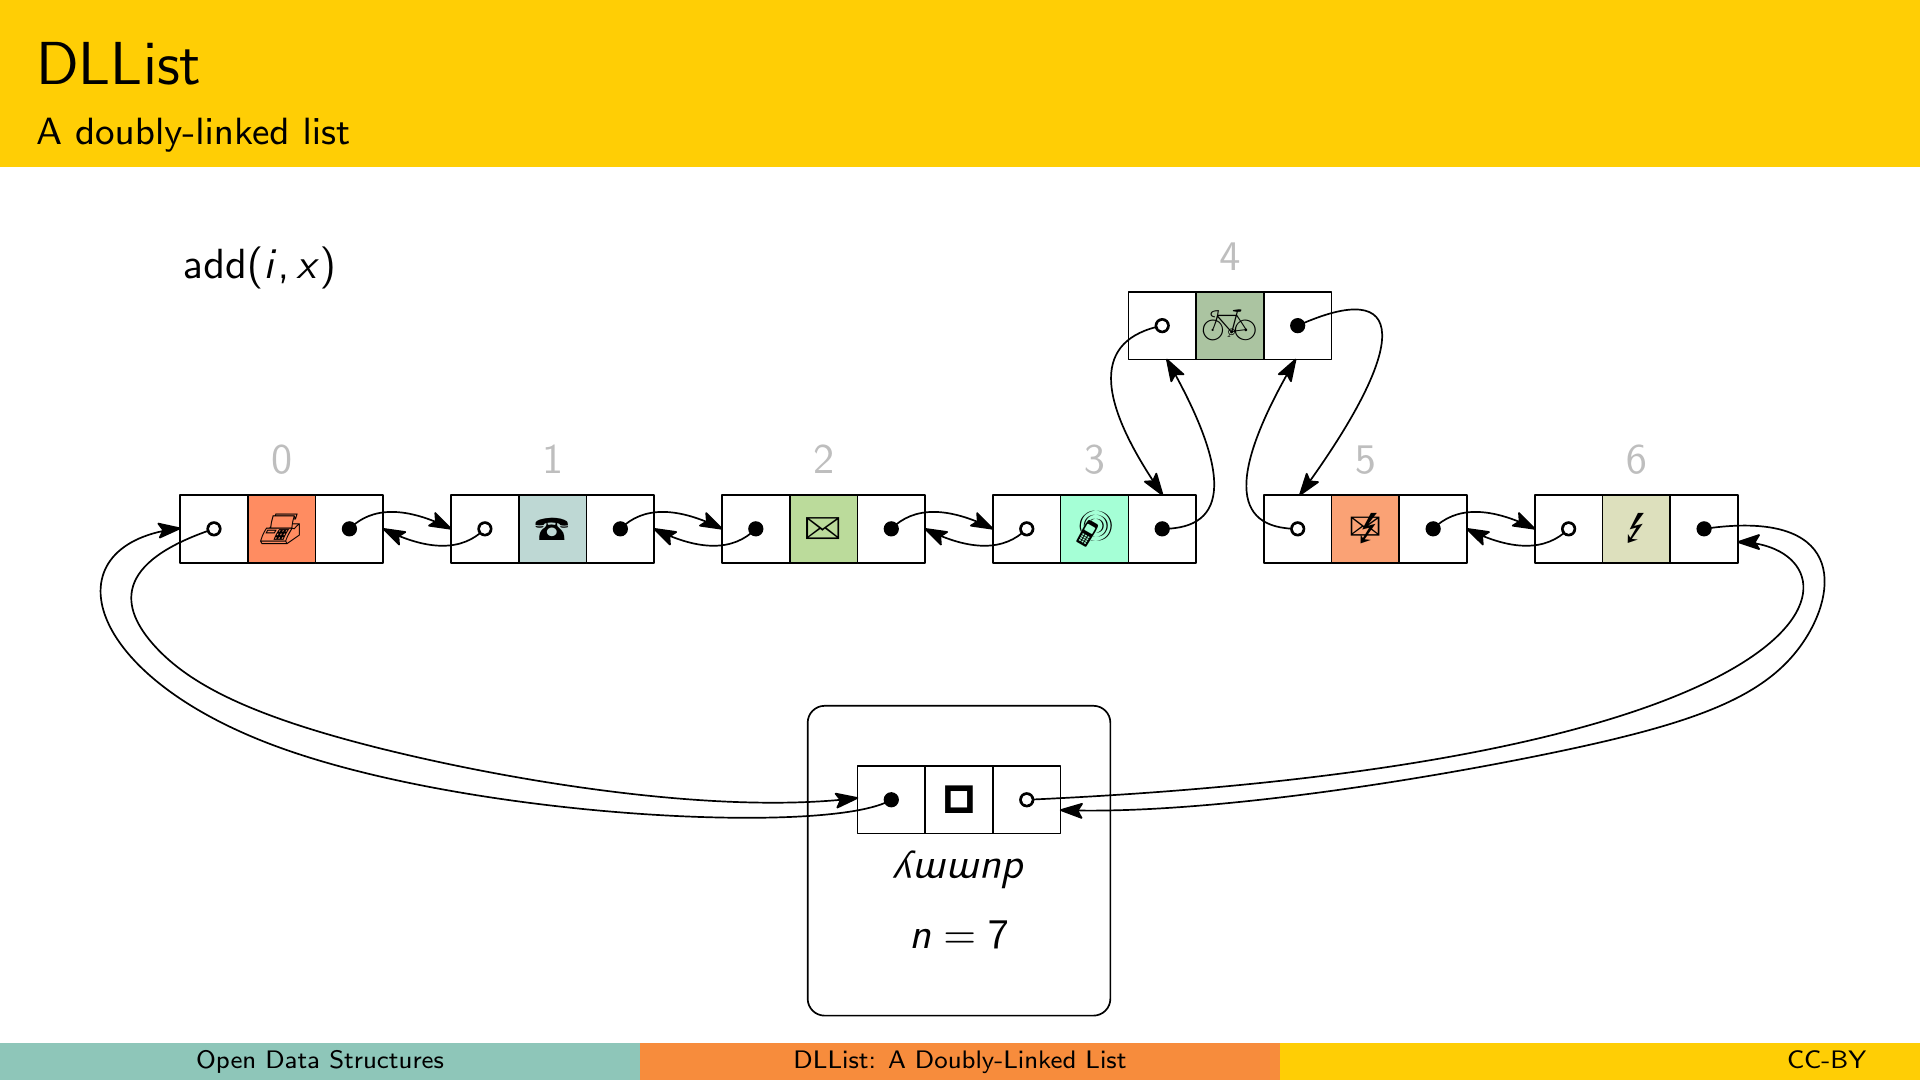 DLList
A doubly-linked list
add(i, x)
4
0 1 2 3 5 6
dummy
n = 7
Open Data Structures DLList: A Doubly-Linked List CC-BY